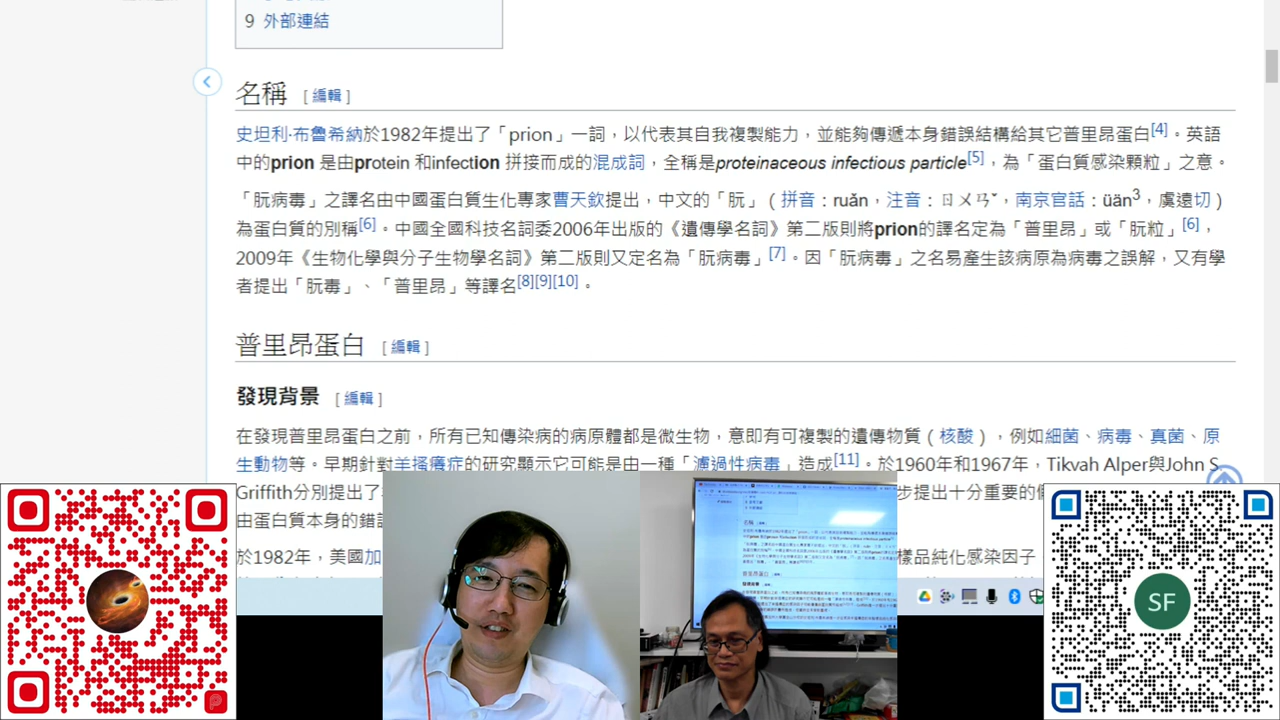 9 外部連結
名稱 [ 編輯 ]
史坦利·布魯希納於1982年提出了「prion」一詞，以代表其自我複製能力，並能夠傳遞本身錯誤結構給其它普里昂蛋白[4]。英語
中的prion 是由protein 和infection 拼接而成的混成詞，全稱是proteinaceous infectious particle[5]，為「蛋白質感染顆粒」之意。
「朊病毒」之譯名由中國蛋白質生化專家曹天欽提出，中文的「朊」（拼音：ruǎn，注音：ㄖㄨㄢˇ，南京官話：üän3，虞遠切）
為蛋白質的別稱[6]。中國全國科技名詞委2006年出版的《遺傳學名詞》第二版則將prion的譯名定為「普里昂」或「朊粒」[6]，
2009年《生物化學與分子生物學名詞》第二版則又定名為「朊病毒」[7]。因「朊病毒」之名易產生該病原為病毒之誤解，又有學
者提出「朊毒」、「普里昂」等譯名[8][9][10]。
普里昂蛋白 [ 編輯 ]
發現背景 [ 編輯 ]
在發現普里昂蛋白之前，所有已知傳染病的病原體都是微生物，意即有可複製的遺傳物質（核酸），例如細菌、病毒、真菌、原
生動物等。早期針對羊搔癢症的研究顯示它可能是由一種「濾過性病毒」造成[11]。於1960年和1967年，Tikvah Alper與John S.
Griffith分別提出了
步提出十分重要的
由蛋白質本身的錯
於1982年，美國加
樣品純化感染因子
SF